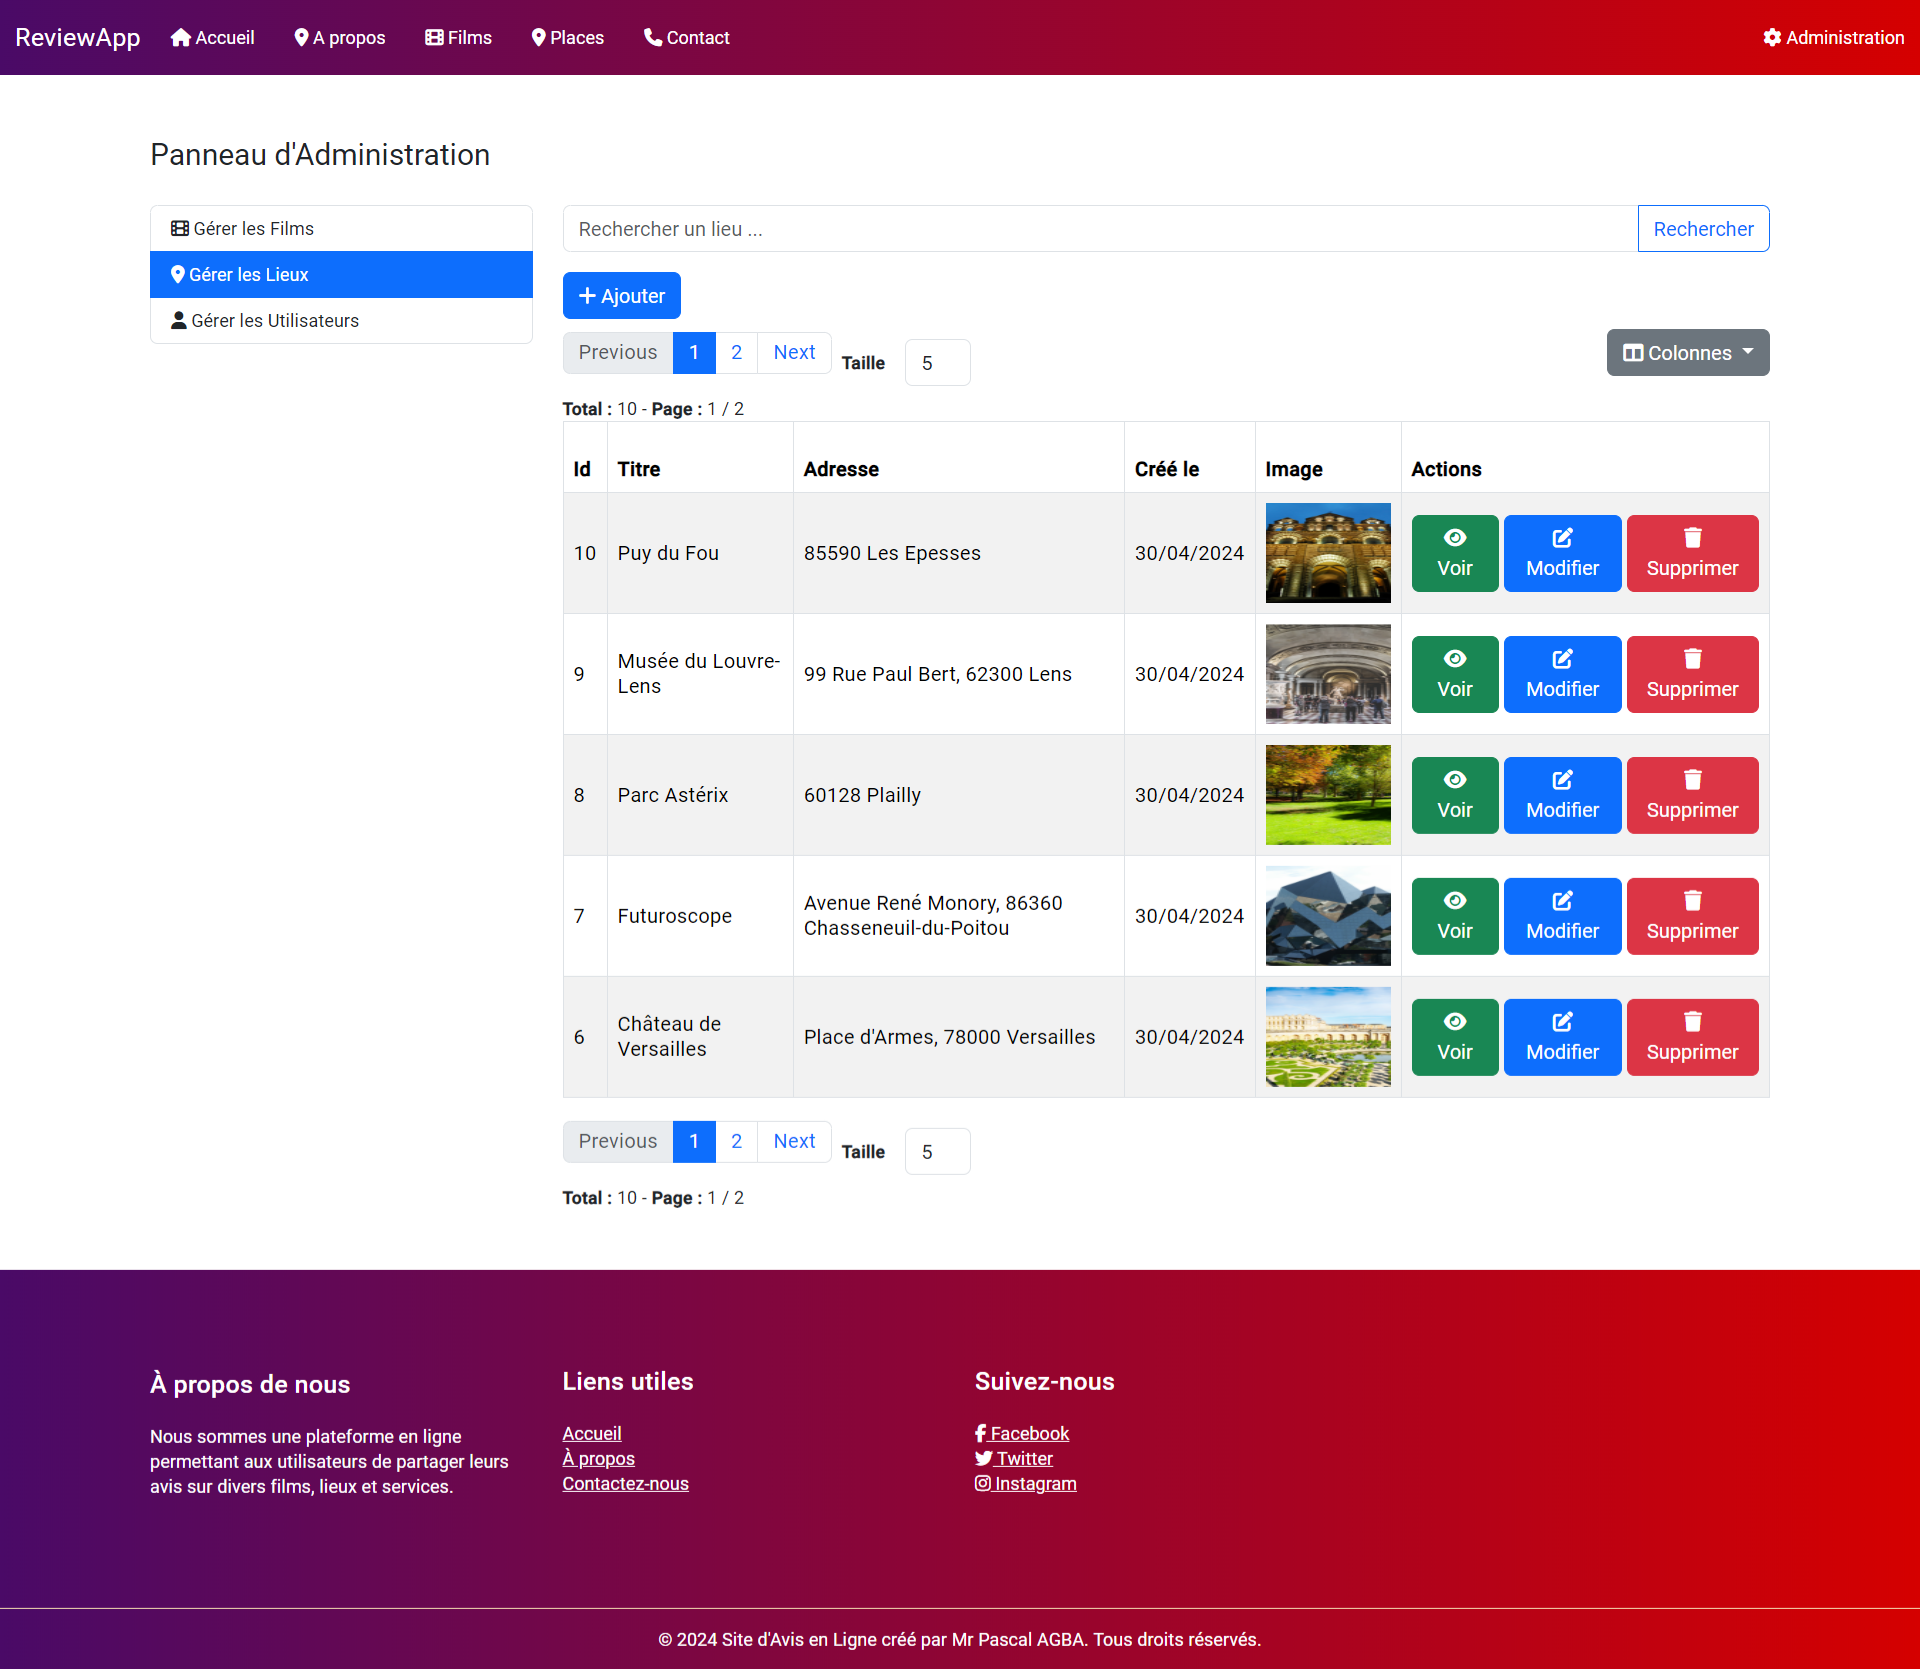 ReviewApp Accueil A propos Films Places Contact Administration
Panneau d'Administration
Gérer les Films
Gérer les Lieux
Gérer les Utilisateurs
Rechercher un lieu ... Rechercher
Ajouter
Previous 1 2 Next Taille 5 Colonnes
Total : 10 - Page : 1 / 2
Id Titre Adresse Créé le Image Actions
10 Puy du Fou 85590 Les Epesses 30/04/2024 Voir Modifier Supprimer
9 Musée du Louvre-
Lens 99 Rue Paul Bert, 62300 Lens 30/04/2024 Voir Modifier Supprimer
8 Parc Astérix 60128 Plailly 30/04/2024 Voir Modifier Supprimer
7 Futuroscope Avenue René Monory, 86360
Chasseneuil-du-Poitou 30/04/2024 Voir Modifier Supprimer
6 Château de
Versailles Place d'Armes, 78000 Versailles 30/04/2024 Voir Modifier Supprimer
Previous 1 2 Next Taille 5
Total : 10 - Page : 1 / 2
À propos de nous
Nous sommes une plateforme en ligne
permettant aux utilisateurs de partager leurs
avis sur divers films, lieux et services.
Liens utiles
Accueil
À propos
Contactez-nous
Suivez-nous
Facebook
Twitter
Instagram
© 2024 Site d'Avis en Ligne créé par Mr Pascal AGBA. Tous droits réservés.